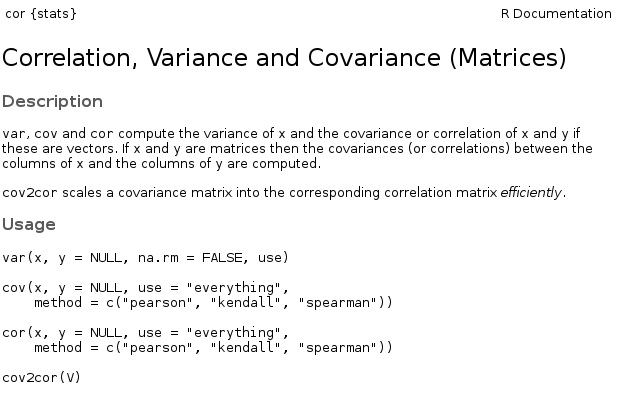 cor {stats} R Documentation
Correlation, Variance and Covariance (Matrices)
Description
var, cov and cor compute the variance of x and the covariance or correlation of x and y if
these are vectors. If x and y are matrices then the covariances (or correlations) between the
columns of x and the columns of y are computed.
cov2cor scales a covariance matrix into the corresponding correlation matrix efficiently.
Usage
var(x, y = NULL, na.rm = FALSE, use)
cov(x, y = NULL, use = "everything",
    method = c("pearson", "kendall", "spearman"))
cor(x, y = NULL, use = "everything",
    method = c("pearson", "kendall", "spearman"))
cov2cor(V)